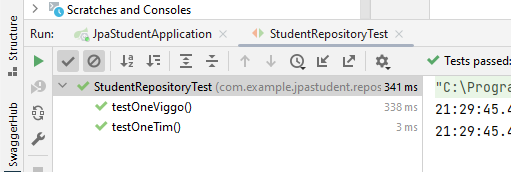 Scratches and Consoles
Structure
Run: JpaStudentApplication StudentRepositoryTest
Tests passed:
StudentRepositoryTest (com.example.jpastudent.repos 341 ms
testOneViggo() 338 ms
testOneTim() 3 ms
"C:\Progra
21:29:45.4
21:29:45.4
SwaggerHub